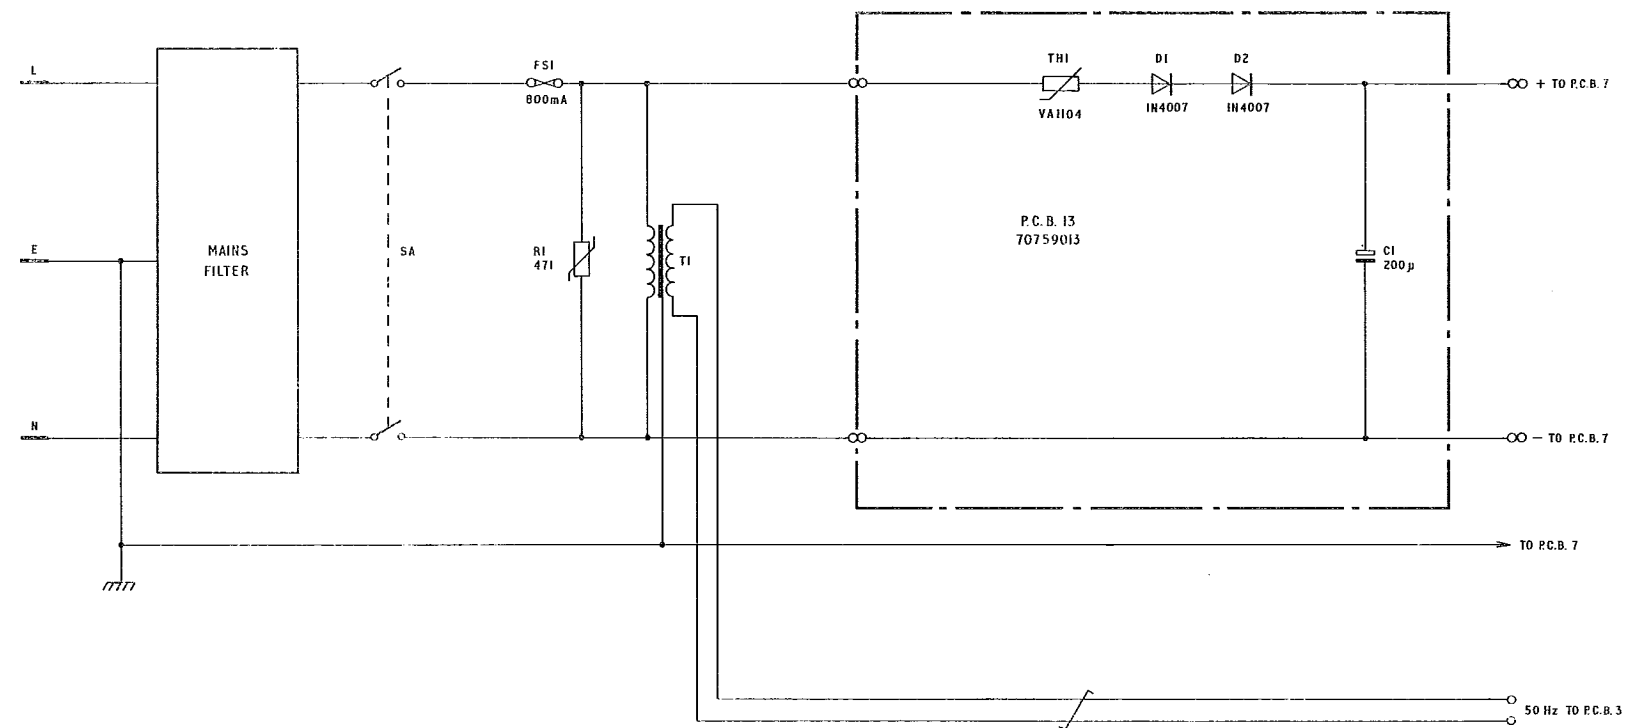 L
FS1
800mA
TH1
VA1104
D1
1N4007
D2
1N4007
+ TO P.C.B. 7
P.C.B. 13
70759013
E
MAINS
FILTER
SA
R1
471
T1
C1
200µ
N
− TO P.C.B. 7
TO P.C.B. 7
50 Hz TO P.C.B. 3